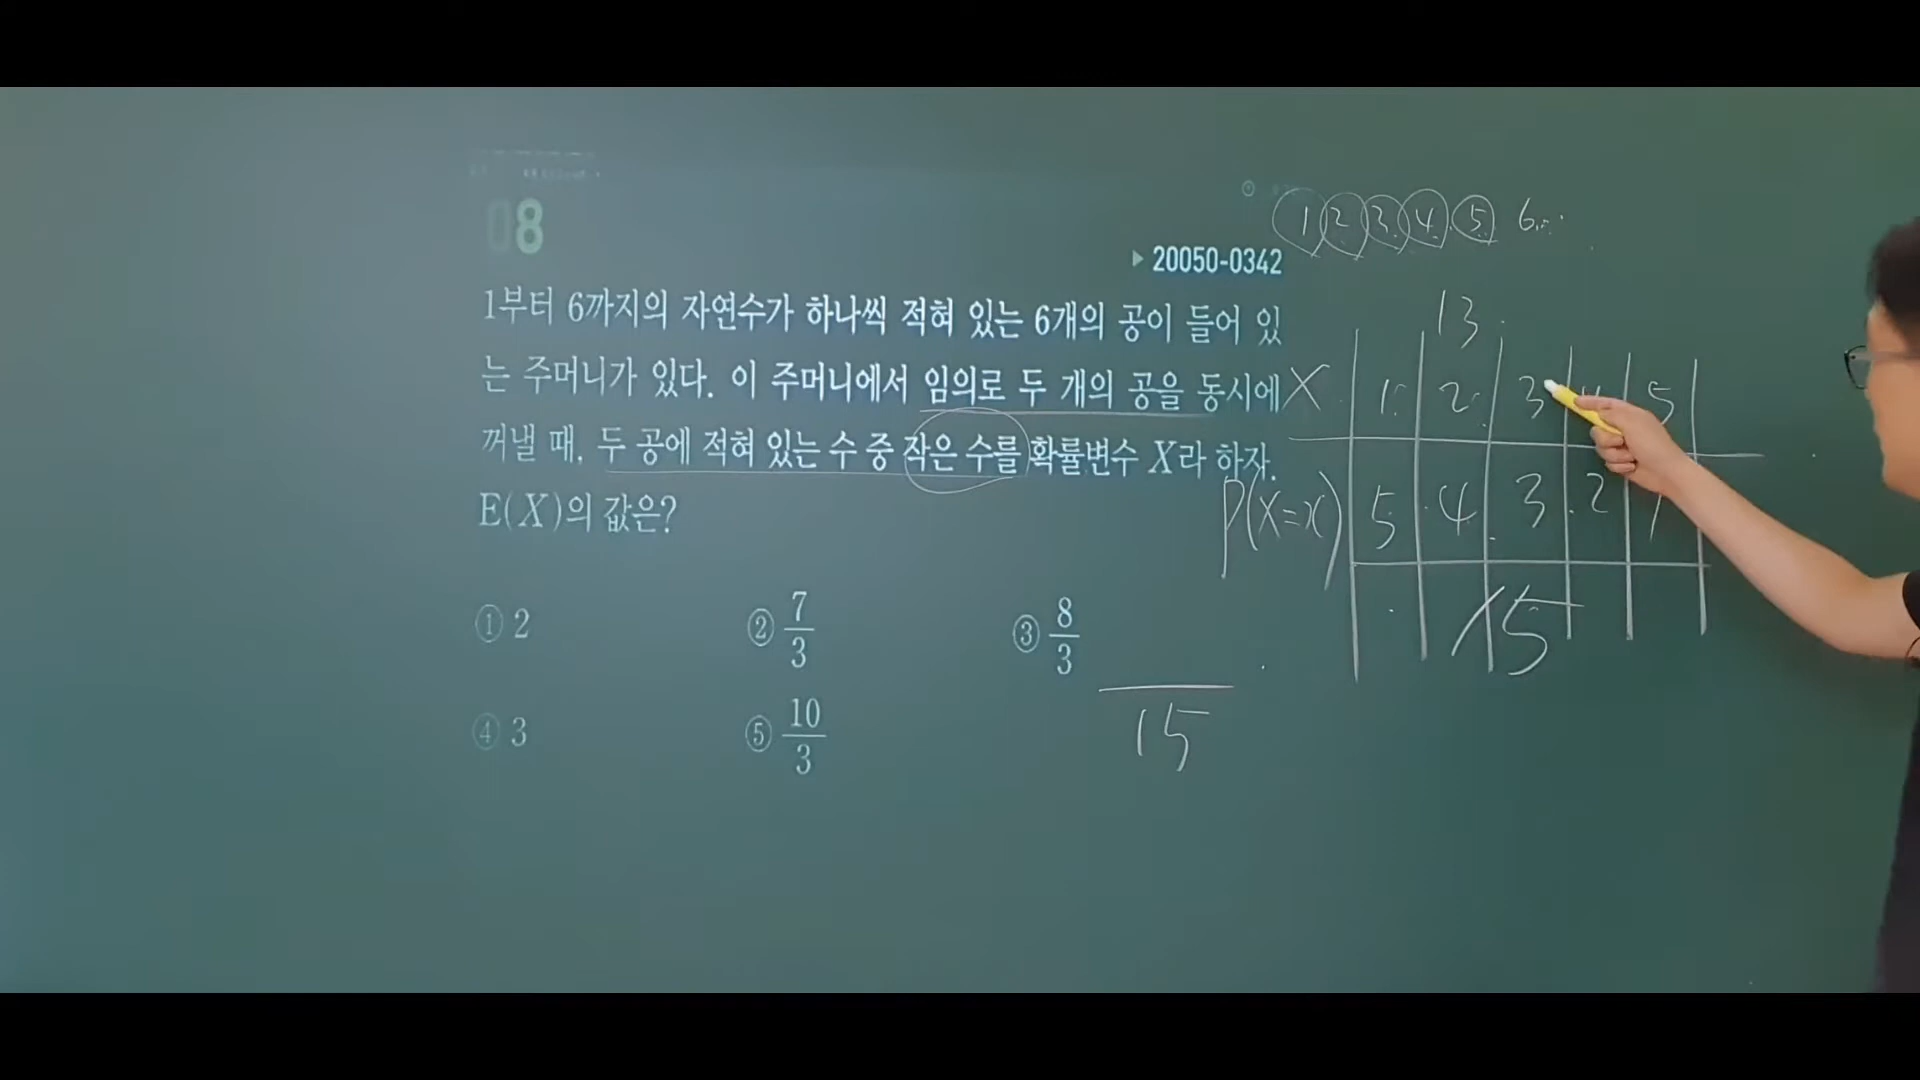 08
▶ 20050-0342
1부터 6까지의 자연수가 하나씩 적혀 있는 6개의 공이 들어 있
는 주머니가 있다. 이 주머니에서 임의로 두 개의 공을 동시에
꺼낼 때, 두 공에 적혀 있는 수 중 작은 수를 확률변수 X라 하자.
E(X)의 값은?
① 2 ② 7/3 ③ 8/3
④ 3 ⑤ 10/3
1 2 3 4 5 6
13
X 1 2 3 4 5
P(X=x) 5 4 3 2 1
15
15